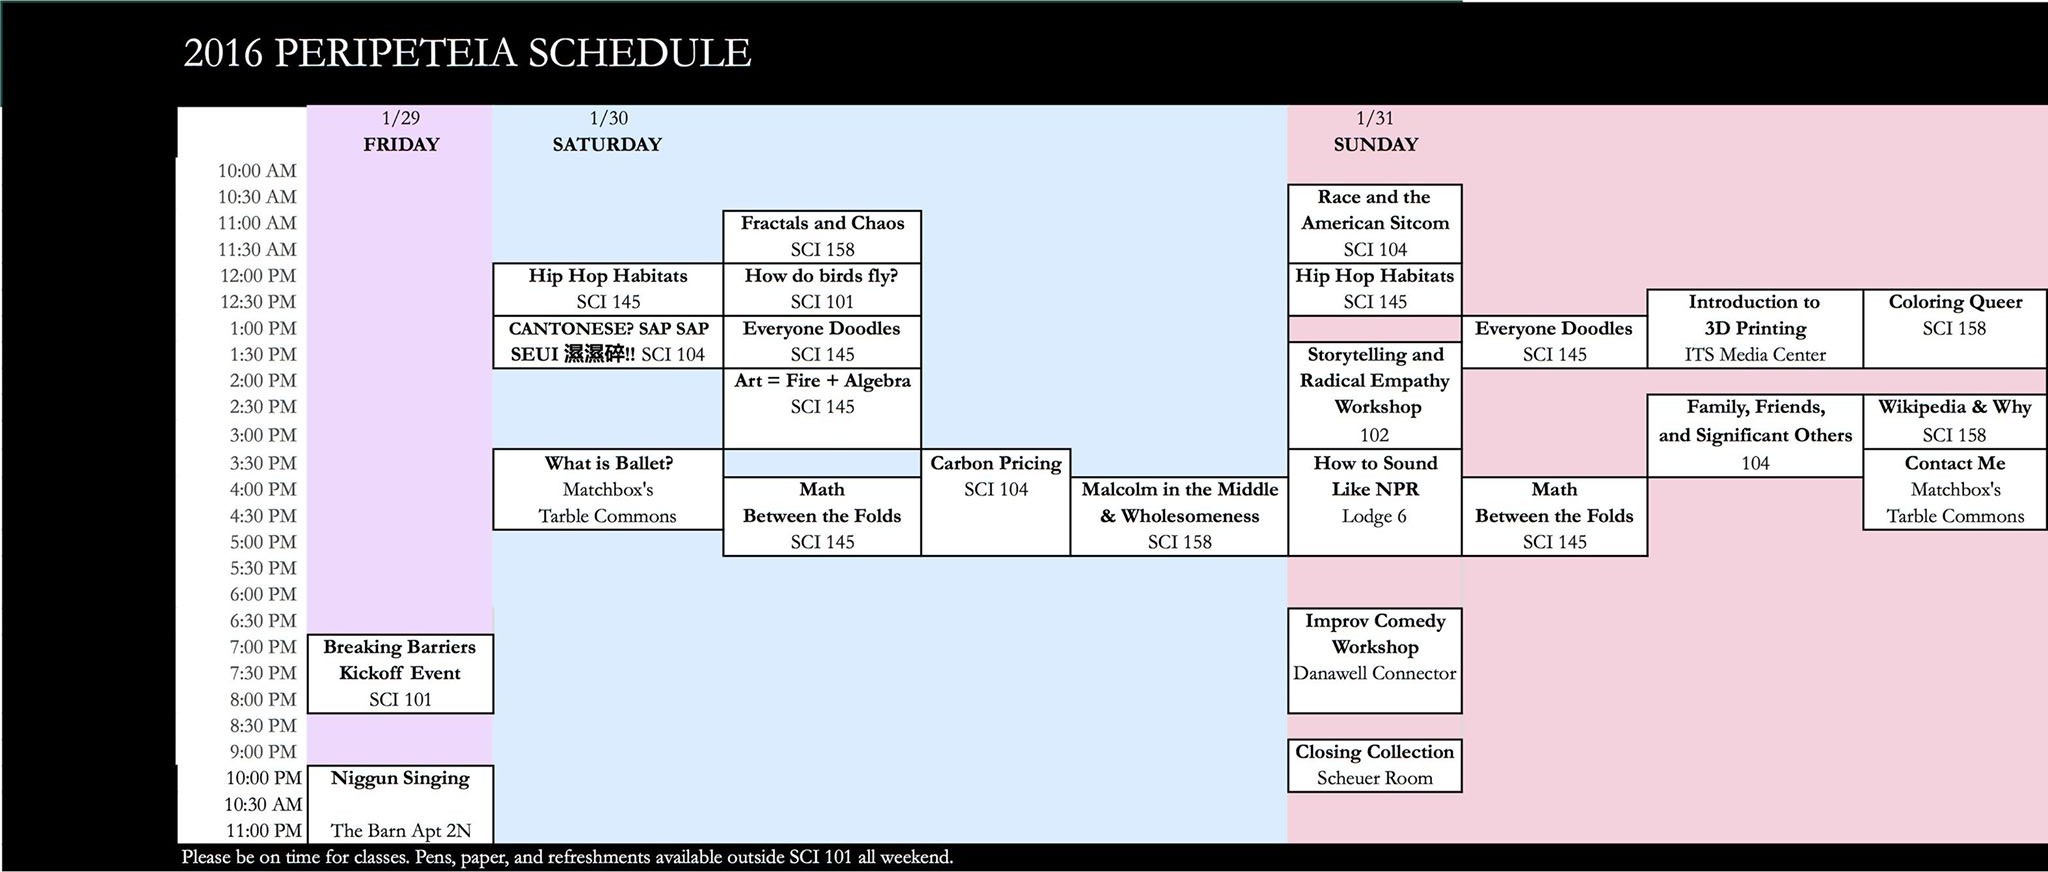 2016 PERIPETEIA SCHEDULE
1/29
FRIDAY
1/30
SATURDAY
1/31
SUNDAY
10:00 AM
10:30 AM
11:00 AM
11:30 AM
12:00 PM
12:30 PM
1:00 PM
1:30 PM
2:00 PM
2:30 PM
3:00 PM
3:30 PM
4:00 PM
4:30 PM
5:00 PM
5:30 PM
6:00 PM
6:30 PM
7:00 PM
7:30 PM
8:00 PM
8:30 PM
9:00 PM
10:00 PM
10:30 AM
11:00 PM
Breaking Barriers
Kickoff Event
SCI 101
Niggun Singing
The Barn Apt 2N
Hip Hop Habitats
SCI 145
CANTONESE? SAP SAP
SEUI 濕濕碎!! SCI 104
What is Ballet?
Matchbox's
Tarble Commons
Fractals and Chaos
SCI 158
How do birds fly?
SCI 101
Everyone Doodles
SCI 145
Art = Fire + Algebra
SCI 145
Math
Between the Folds
SCI 145
Carbon Pricing
SCI 104
Malcolm in the Middle
& Wholesomeness
SCI 158
Race and the
American Sitcom
SCI 104
Hip Hop Habitats
SCI 145
Storytelling and
Radical Empathy
Workshop
102
How to Sound
Like NPR
Lodge 6
Improv Comedy
Workshop
Danawell Connector
Closing Collection
Scheuer Room
Everyone Doodles
SCI 145
Math
Between the Folds
SCI 145
Introduction to
3D Printing
ITS Media Center
Family, Friends,
and Significant Others
104
Coloring Queer
SCI 158
Wikipedia & Why
SCI 158
Contact Me
Matchbox's
Tarble Commons
Please be on time for classes. Pens, paper, and refreshments available outside SCI 101 all weekend.